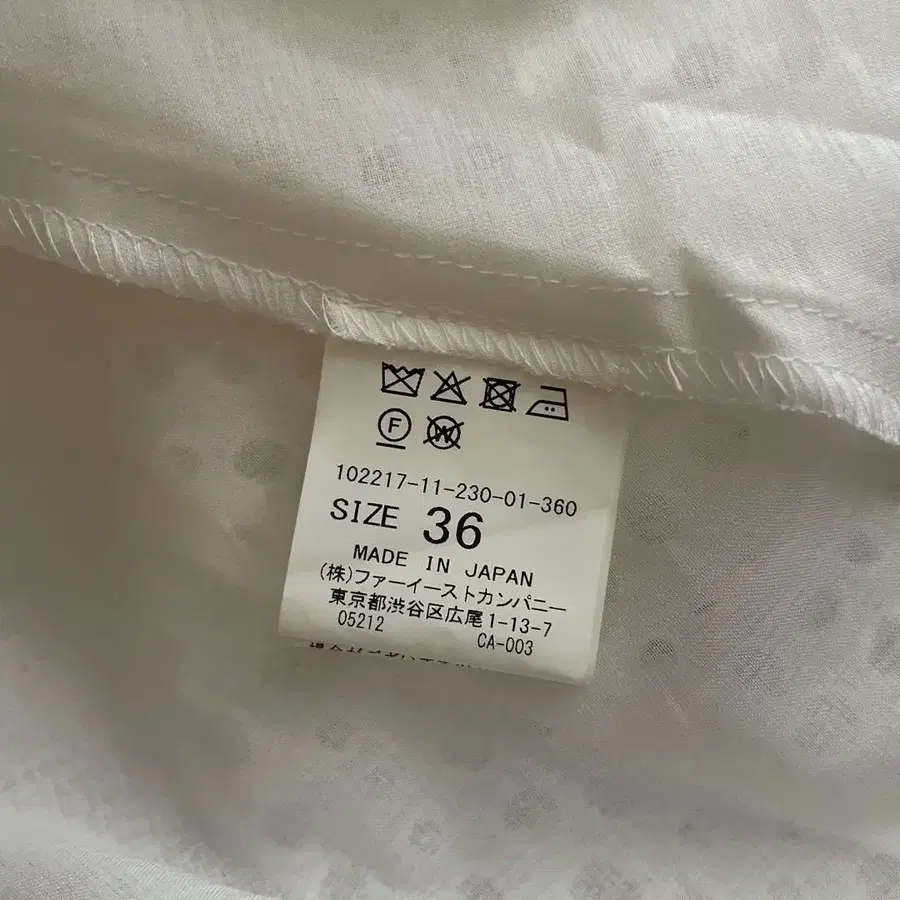 F
W
102217-11-230-01-360
SIZE 36
MADE IN JAPAN
(株)ファーイーストカンパニー
東京都渋谷区広尾1-13-7
05212 CA-003